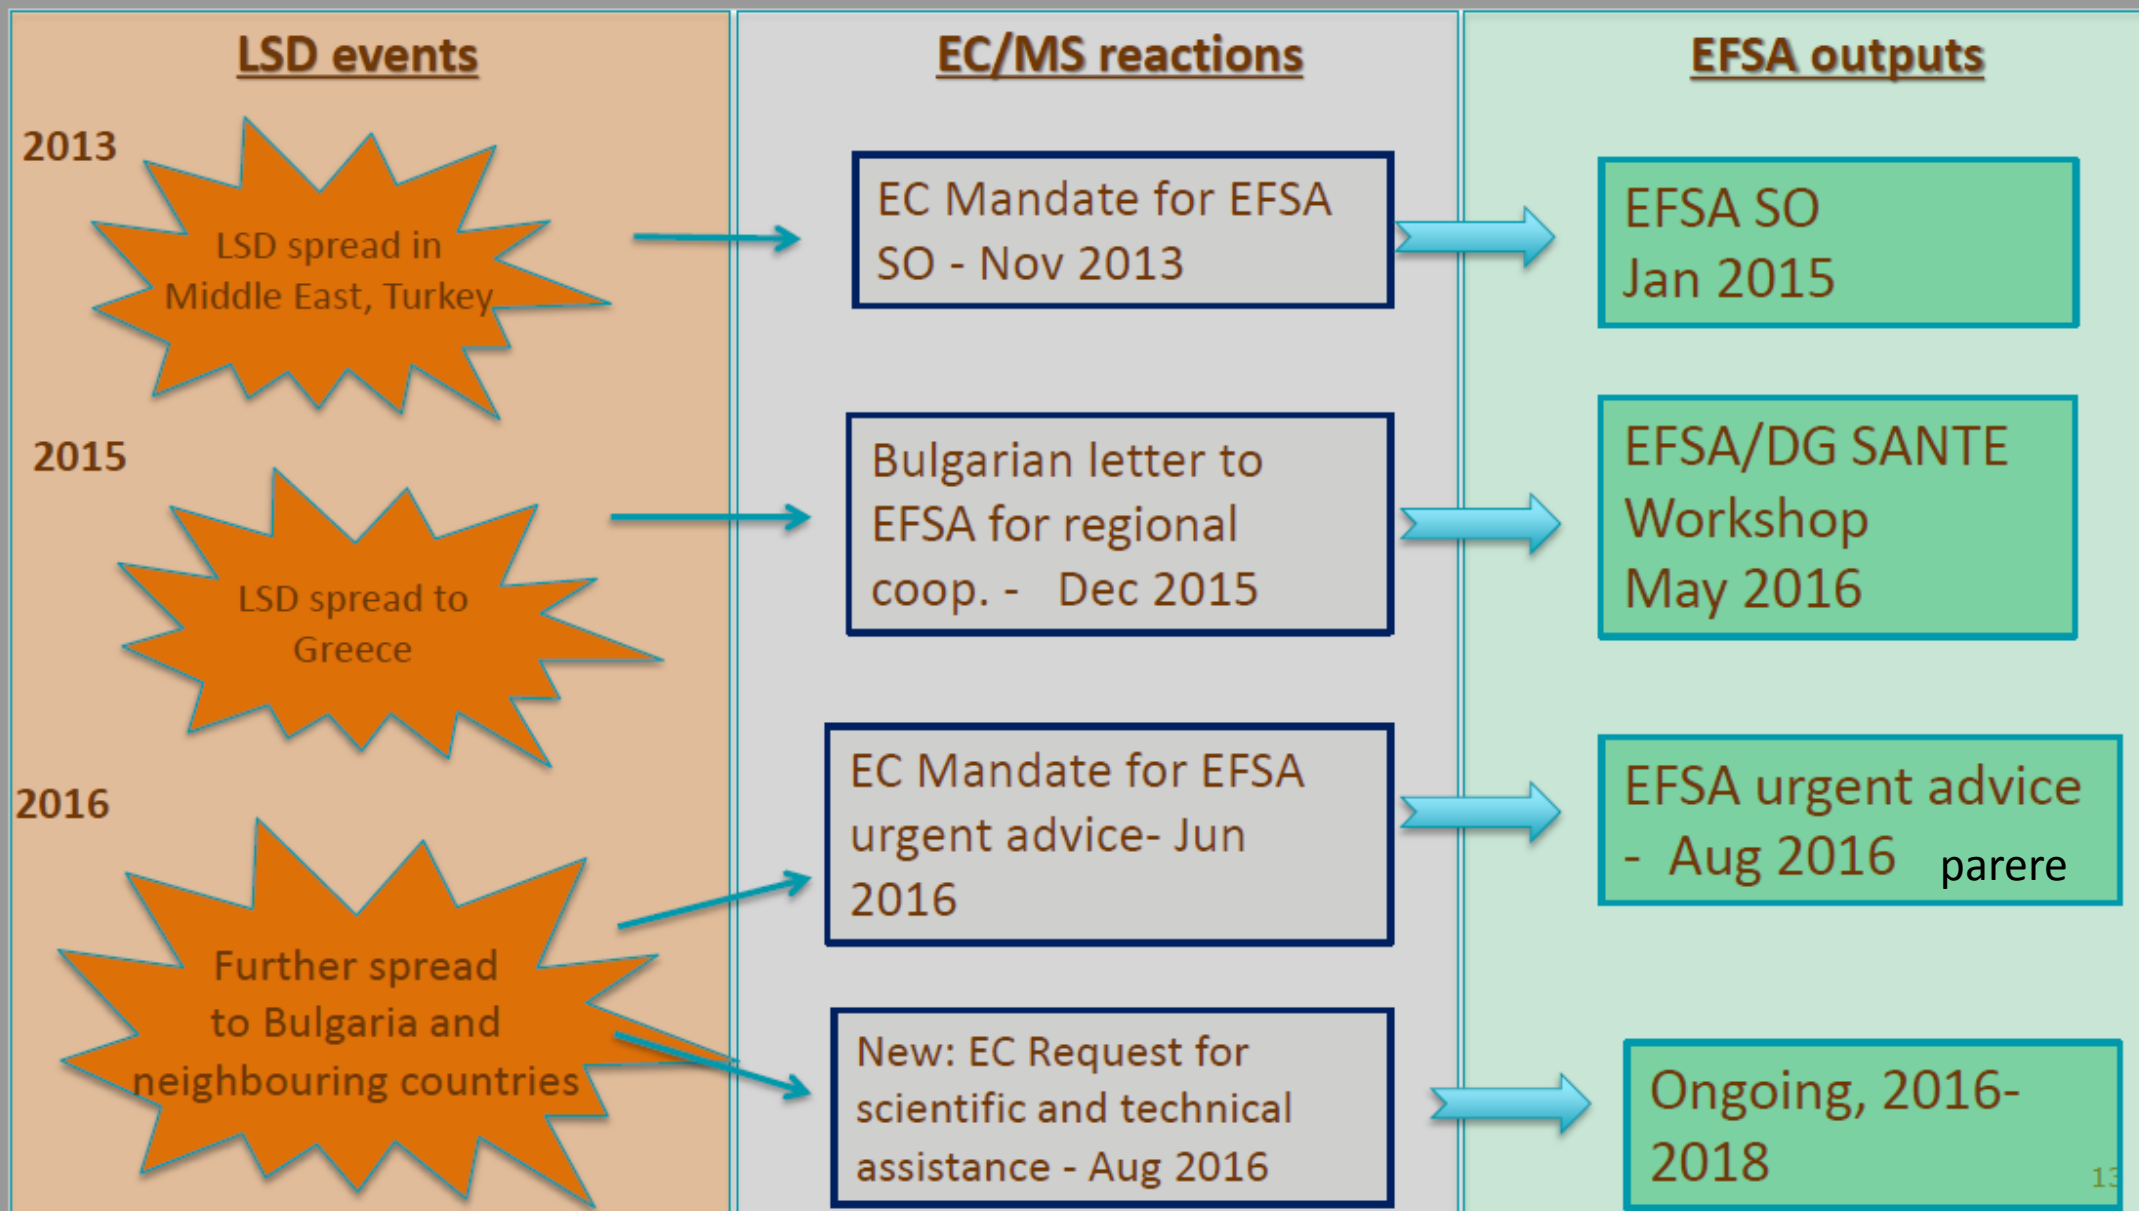 LSD events
EC/MS reactions
EFSA outputs
2013
LSD spread in
Middle East, Turkey
EC Mandate for EFSA
SO - Nov 2013
EFSA SO
Jan 2015
2015
LSD spread to
Greece
Bulgarian letter to
EFSA for regional
coop. - Dec 2015
EFSA/DG SANTE
Workshop
May 2016
2016
Further spread
to Bulgaria and
neighbouring countries
EC Mandate for EFSA
urgent advice- Jun
2016
EFSA urgent advice
- Aug 2016 parere
New: EC Request for
scientific and technical
assistance - Aug 2016
Ongoing, 2016-
2018
13